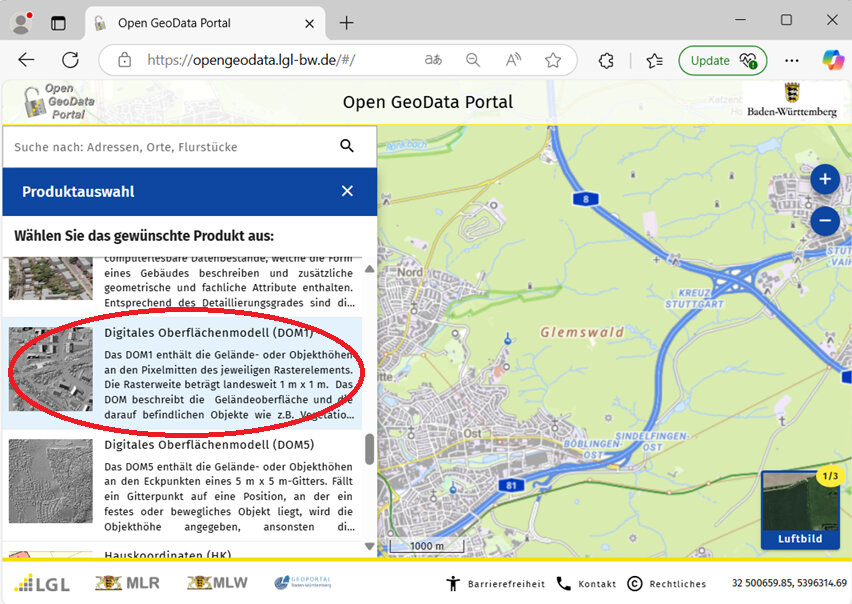 Open GeoData Portal
https://opengeodata.lgl-bw.de/#/
aあ
A
Update
Open
GeoData
Portal
Open GeoData Portal
Baden-Württemberg
Suche nach: Adressen, Orte, Flurstücke
Produktauswahl
Wählen Sie das gewünschte Produkt aus:
computerlesbare Datenbestände, welche die Form
eines Gebäudes beschreiben und zusätzliche
geometrische und fachliche Attribute enthalten.
Entsprechend des Detaillierungsgrades sind di...
Digitales Oberflächenmodell (DOM1)
Das DOM1 enthält die Gelände- oder Objekthöhen
an den Pixelmitten des jeweiligen Rasterelements.
Die Rasterweite beträgt landesweit 1 m x 1 m. Das
DOM beschreibt die Geländeoberfläche und die
darauf befindlichen Objekte wie z.B. Vegetatio...
Digitales Oberflächenmodell (DOM5)
Das DOM5 enthält die Gelände- oder Objekthöhen
an den Eckpunkten eines 5 m x 5 m-Gitters. Fällt
ein Gitterpunkt auf eine Position, an der ein
festes oder bewegliches Objekt liegt, wird die
Objekthöhe angegeben, ansonsten di...
Hauskoordinaten (HK)
Rankbach
8
Nord
KREUZ
STUTTGART
STUT
VAIH
Glemswald
Ost
BÖBLINGEN-
OST
SINDELFINGEN-
OST
81
1000 m
1/3
Luftbild
LGL
MLR
MLW
GEOPORTAL
Baden-Württemberg
Barrierefreiheit
Kontakt
Rechtliches
32 500659.85, 5396314.69